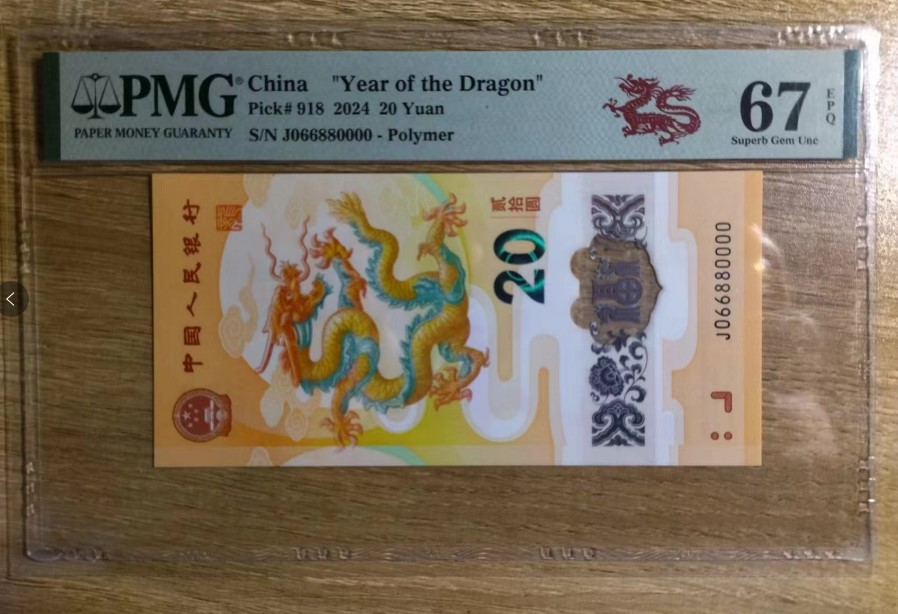 PMG®
PAPER MONEY GUARANTY
China "Year of the Dragon"
Pick# 918 2024 20 Yuan
S/N J066880000 - Polymer
67
EPQ
Superb Gem Unc
中国人民银行
贰拾圆
20
福
J066880000